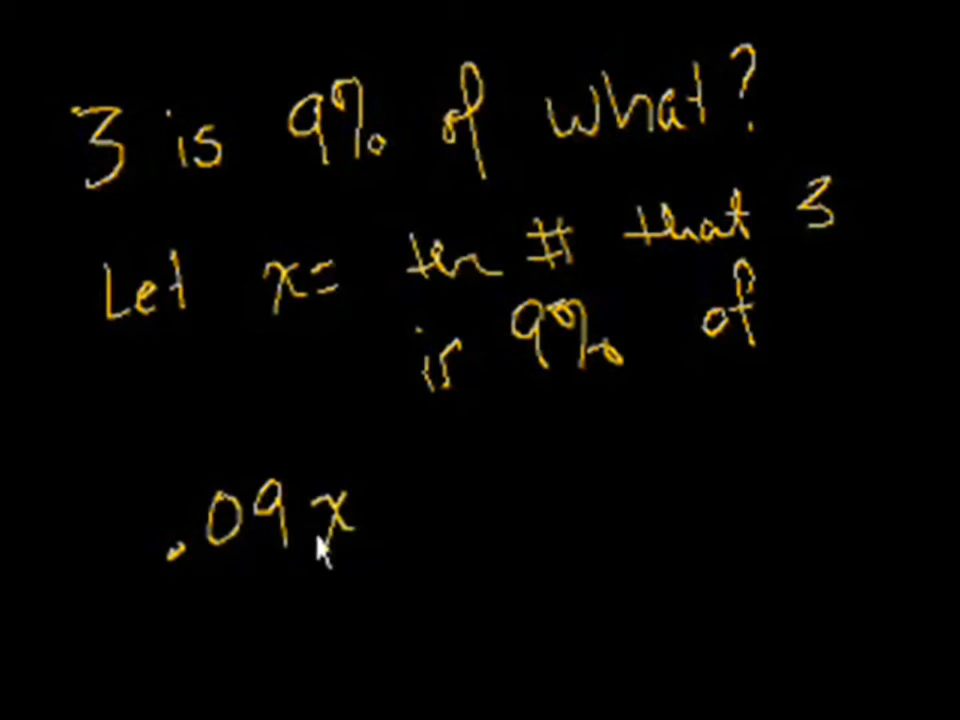 3 is 9% of what?
Let x= the # that 3
is 9% of
.09x